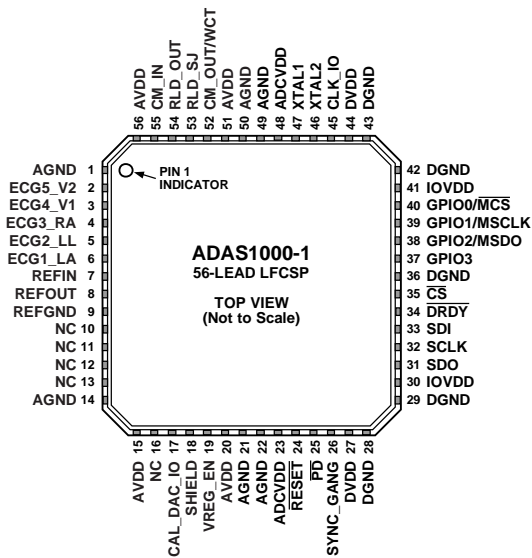 56 AVDD
55 CM_IN
54 RLD_OUT
53 RLD_SJ
52 CM_OUT/WCT
51 AVDD
50 AGND
49 AGND
48 ADCVDD
47 XTAL1
46 XTAL2
45 CLK_IO
44 DVDD
43 DGND
AGND 1
ECG5_V2 2
ECG4_V1 3
ECG3_RA 4
ECG2_LL 5
ECG1_LA 6
REFIN 7
REFOUT 8
REFGND 9
NC 10
NC 11
NC 12
NC 13
AGND 14
PIN 1
INDICATOR
ADAS1000-1
56-LEAD LFCSP
TOP VIEW
(Not to Scale)
42 DGND
41 IOVDD
40 GPIO0/MCS
39 GPIO1/MSCLK
38 GPIO2/MSDO
37 GPIO3
36 DGND
35 CS
34 DRDY
33 SDI
32 SCLK
31 SDO
30 IOVDD
29 DGND
AVDD 15
NC 16
CAL_DAC_IO 17
SHIELD 18
VREG_EN 19
AVDD 20
AGND 21
AGND 22
ADCVDD 23
RESET 24
PD 25
SYNC_GANG 26
DVDD 27
DGND 28